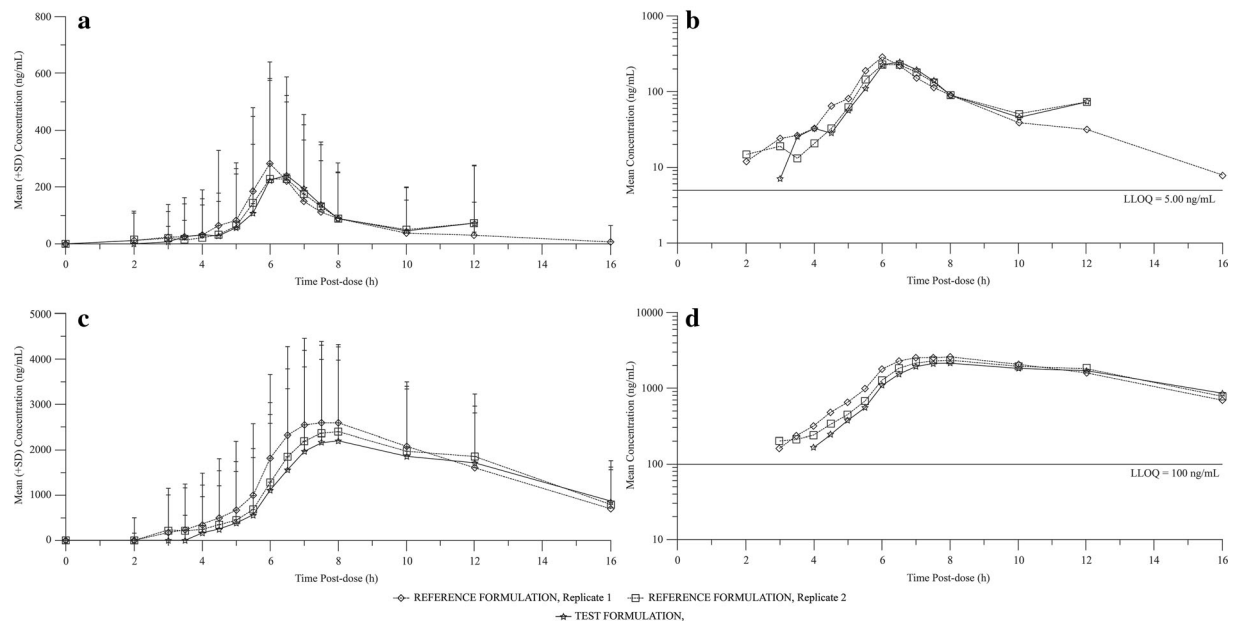 a
800
600
400
200
0
Mean (+SD) Concentration (ng/mL)
0 2 4 6 8 10 12 14 16
Time Post-dose (h)
b
1000
100
10
1
Mean Concentration (ng/mL)
LLOQ = 5.00 ng/mL
0 2 4 6 8 10 12 14 16
Time Post-dose (h)
c
5000
4000
3000
2000
1000
0
Mean (+SD) Concentration (ng/mL)
0 2 4 6 8 10 12 14 16
Time Post-dose (h)
d
10000
1000
100
10
Mean Concentration (ng/mL)
LLOQ = 100 ng/mL
0 2 4 6 8 10 12 14 16
Time Post-dose (h)
REFERENCE FORMULATION, Replicate 1 REFERENCE FORMULATION, Replicate 2
TEST FORMULATION,